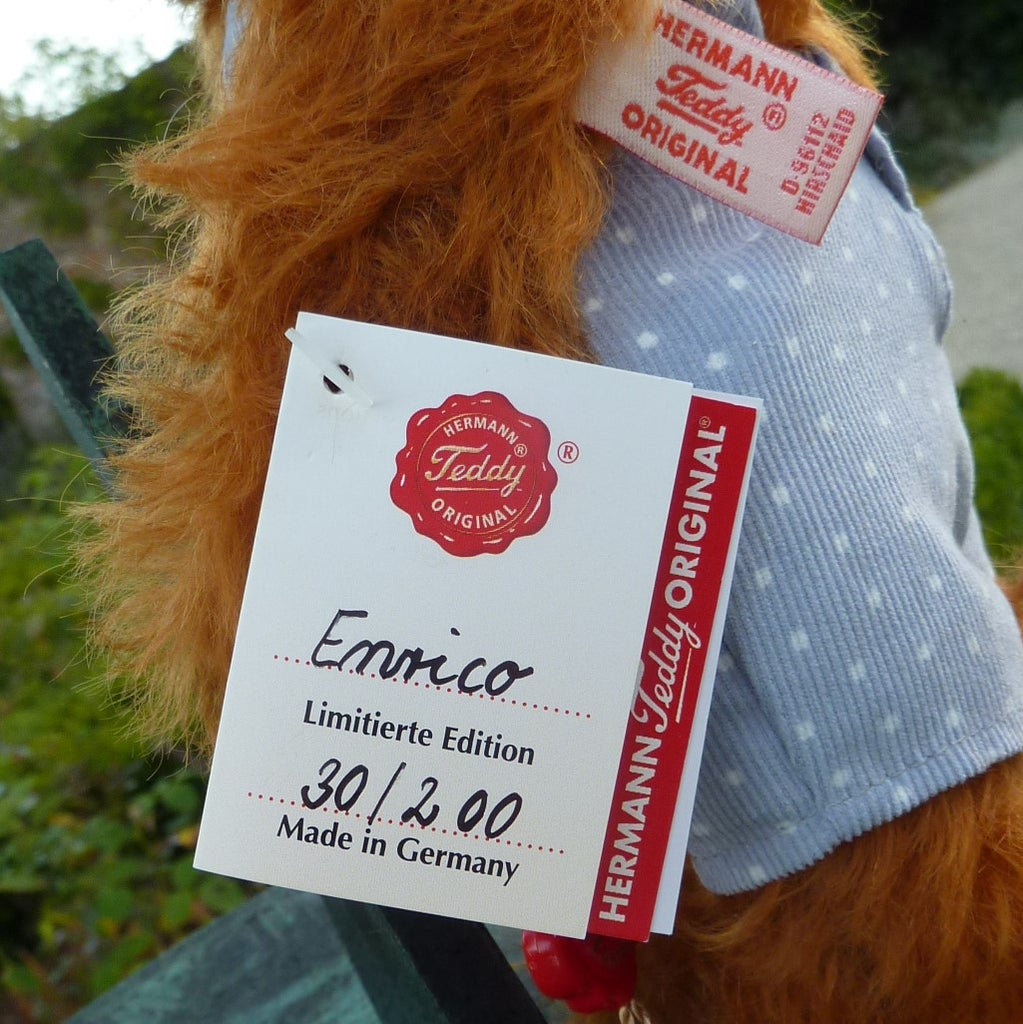 HERMANN
Teddy ®
ORIGINAL
D-96112
HIRSCHAID
HERMANN
Teddy ®
ORIGINAL
®
Enrico
Limitierte Edition
30/200
Made in Germany
HERMANN Teddy ORIGINAL®